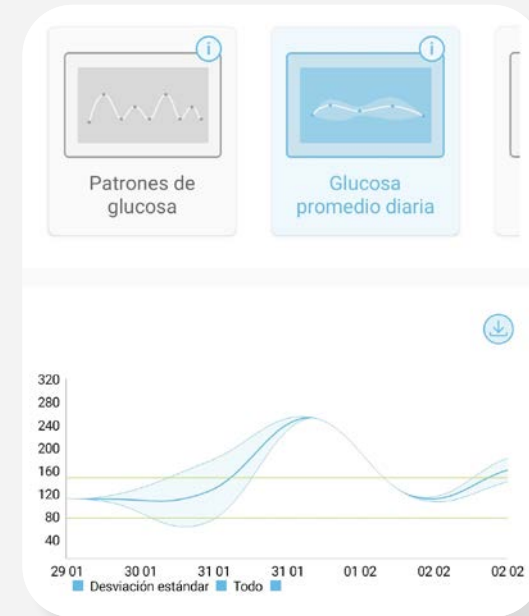 i
i
Patrones de
glucosa
Glucosa
promedio diaria
320
280
240
200
160
120
80
40
29 01 30 01 31 01 31 01 01 02 02 02 02 02
Desviación estándar Todo